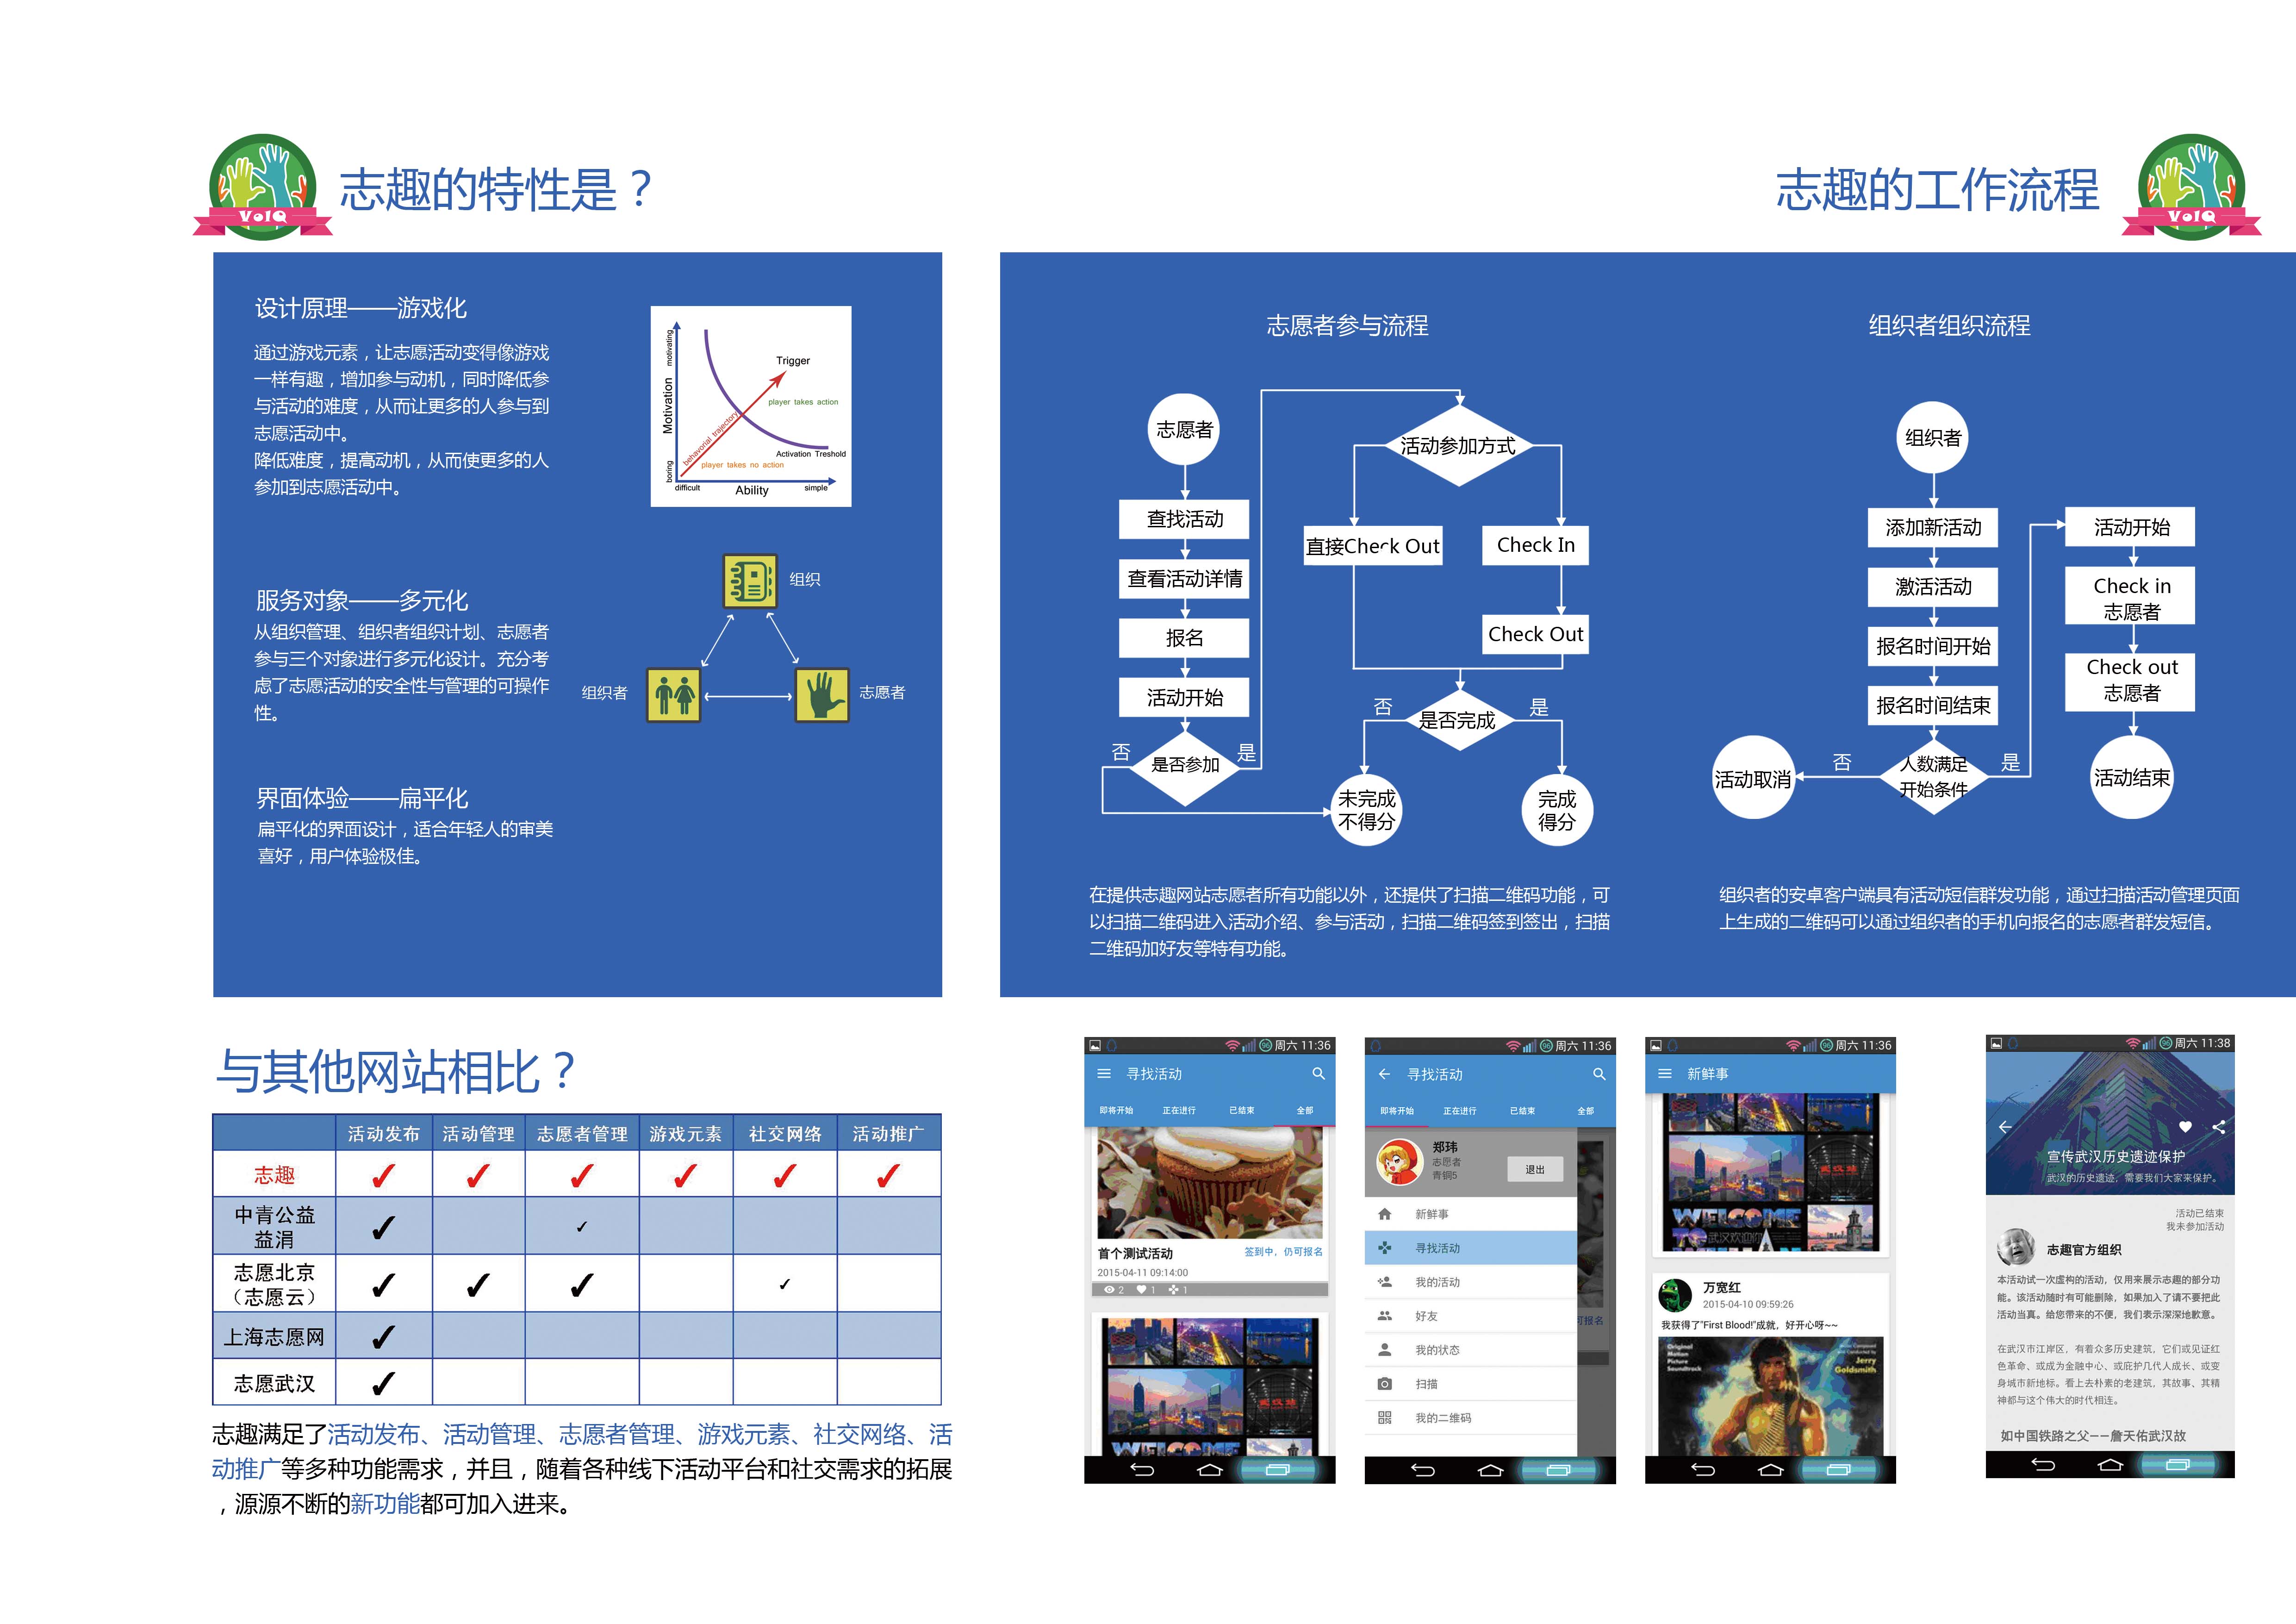 VolQ
志趣的特性是？
志趣的工作流程
VolQ
设计原理——游戏化
通过游戏元素，让志愿活动变得像游戏
一样有趣，增加参与动机，同时降低参
与活动的难度，从而让更多的人参与到
志愿活动中。
降低难度，提高动机，从而使更多的人
参加到志愿活动中。
motivating
Motivation
boring
Trigger
player takes action
behavorial trajectory
Activation Treshold
player takes no action
difficult
Ability
simple
服务对象——多元化
从组织管理、组织者组织计划、志愿者
参与三个对象进行多元化设计。充分考
虑了志愿活动的安全性与管理的可操作
性。
组织
组织者
志愿者
界面体验——扁平化
扁平化的界面设计，适合年轻人的审美
喜好，用户体验极佳。
志愿者参与流程
志愿者
查找活动
查看活动详情
报名
活动开始
否
是否参加
是
活动参加方式
直接Check Out
Check In
Check Out
否
是否完成
是
未完成
不得分
完成
得分
在提供志趣网站志愿者所有功能以外，还提供了扫描二维码功能，可
以扫描二维码进入活动介绍、参与活动，扫描二维码签到签出，扫描
二维码加好友等特有功能。
组织者组织流程
组织者
添加新活动
激活活动
报名时间开始
报名时间结束
人数满足
开始条件
否
是
活动取消
活动开始
Check in
志愿者
Check out
志愿者
活动结束
组织者的安卓客户端具有活动短信群发功能，通过扫描活动管理页面
上生成的二维码可以通过组织者的手机向报名的志愿者群发短信。
与其他网站相比？
活动发布 活动管理 志愿者管理 游戏元素 社交网络 活动推广
志趣 ✓ ✓ ✓ ✓ ✓ ✓
中青公益
益涓 ✓ ✓
志愿北京
（志愿云） ✓ ✓ ✓ ✓
上海志愿网 ✓
志愿武汉 ✓
志趣满足了活动发布、活动管理、志愿者管理、游戏元素、社交网络、活
动推广等多种功能需求，并且，随着各种线下活动平台和社交需求的拓展
，源源不断的新功能都可加入进来。
96 周六 11:36
寻找活动
即将开始 正在进行 已结束 全部
首个测试活动 签到中，仍可报名
2015-04-11 09:14:00
2 1 1
武汉站
WELCOME
96 周六 11:36
寻找活动
即将开始 正在进行 已结束 全部
郑玮
志愿者
青铜5
退出
新鲜事
寻找活动
我的活动
好友
可报名
我的状态
扫描
我的二维码
96 周六 11:36
新鲜事
武汉站
WELCOME
TO 武汉欢迎你
万宽红
2015-04-10 09:59:26
我获得了"First Blood!"成就，好开心呀~~
Original
Motion
Picture
Soundtrack
Jerry
Goldsmith
96 周六 11:38
宣传武汉历史遗迹保护
武汉的历史遗迹，需要我们大家来保护。
活动已结束
我未参加活动
志趣官方组织
本活动试一次虚构的活动，仅用来展示志趣的部分功
能。该活动随时有可能删除，如果加入了请不要把此
活动当真。给您带来的不便，我们表示深深地歉意。
在武汉市江岸区，有着众多历史建筑，它们或见证红
色革命、或成为金融中心、或庇护几代人成长、或变
身城市新地标。看上去朴素的老建筑，其故事、其精
神都与这个伟大的时代相连。
如中国铁路之父——詹天佑武汉故